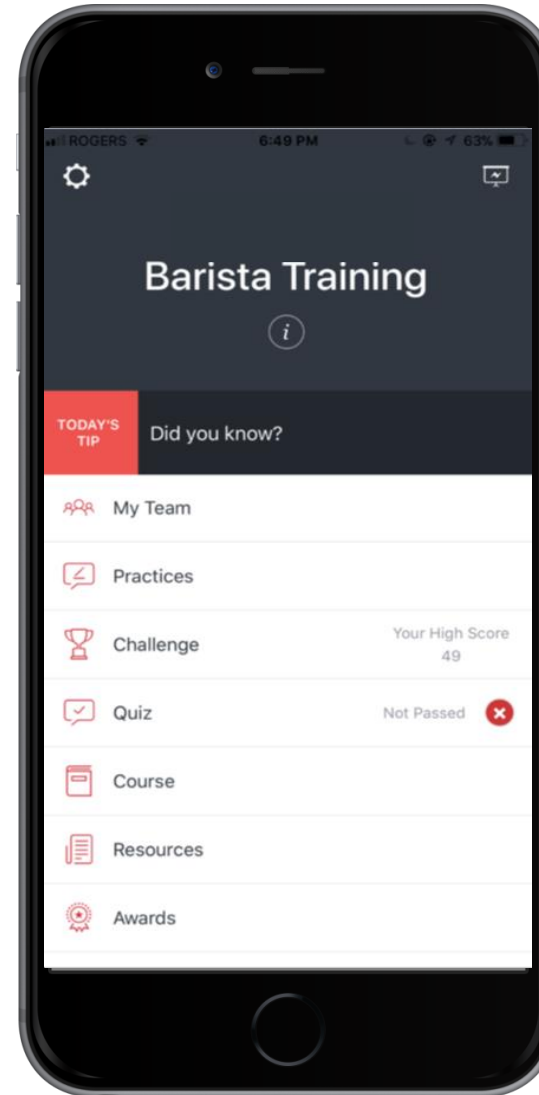 ROGERS 6:49 PM 63%
Barista Training
i
TODAY'S
TIP
Did you know?
My Team
Practices
Challenge
Your High Score
49
Quiz
Not Passed
Course
Resources
Awards